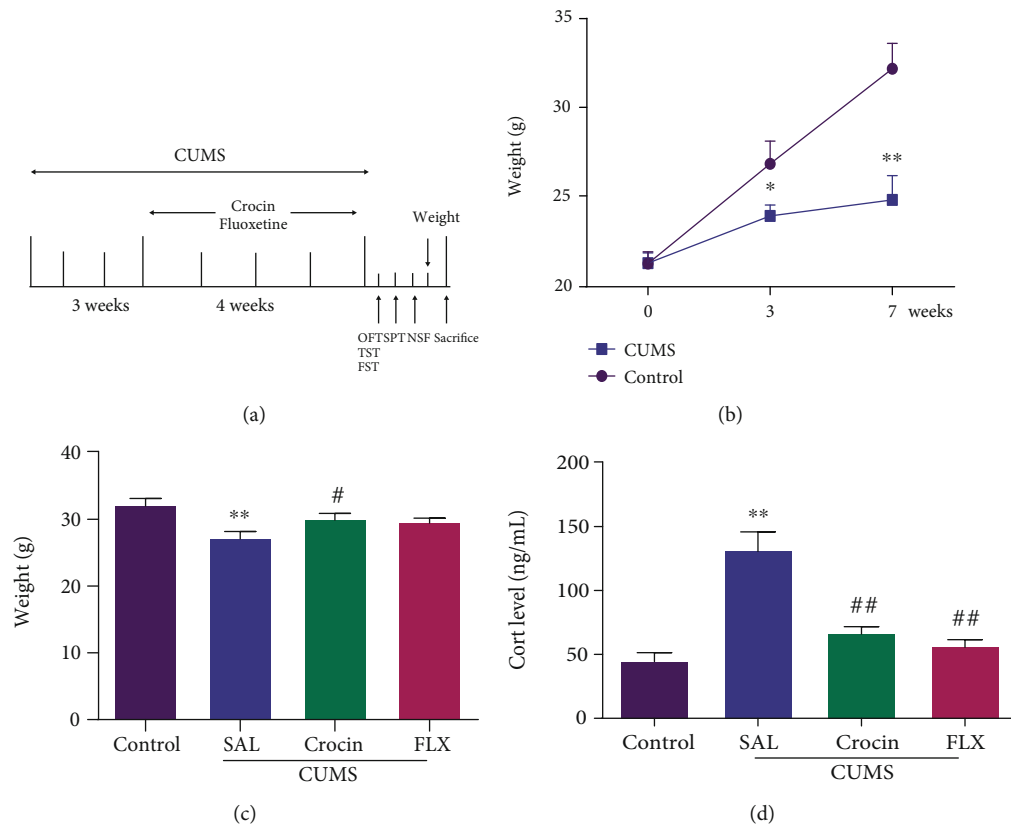 (a)
CUMS
Crocin
Fluoxetine
Weight
3 weeks
4 weeks
OFT SPT NSF Sacrifice
TST
FST
(b)
Weight (g)
35
30
25
20
*
**
0 3 7 weeks
CUMS
Control
(c)
Weight (g)
40
30
20
10
0
**
#
Control SAL Crocin FLX
CUMS
(d)
Cort level (ng/mL)
200
150
100
50
0
**
##
##
Control SAL Crocin FLX
CUMS